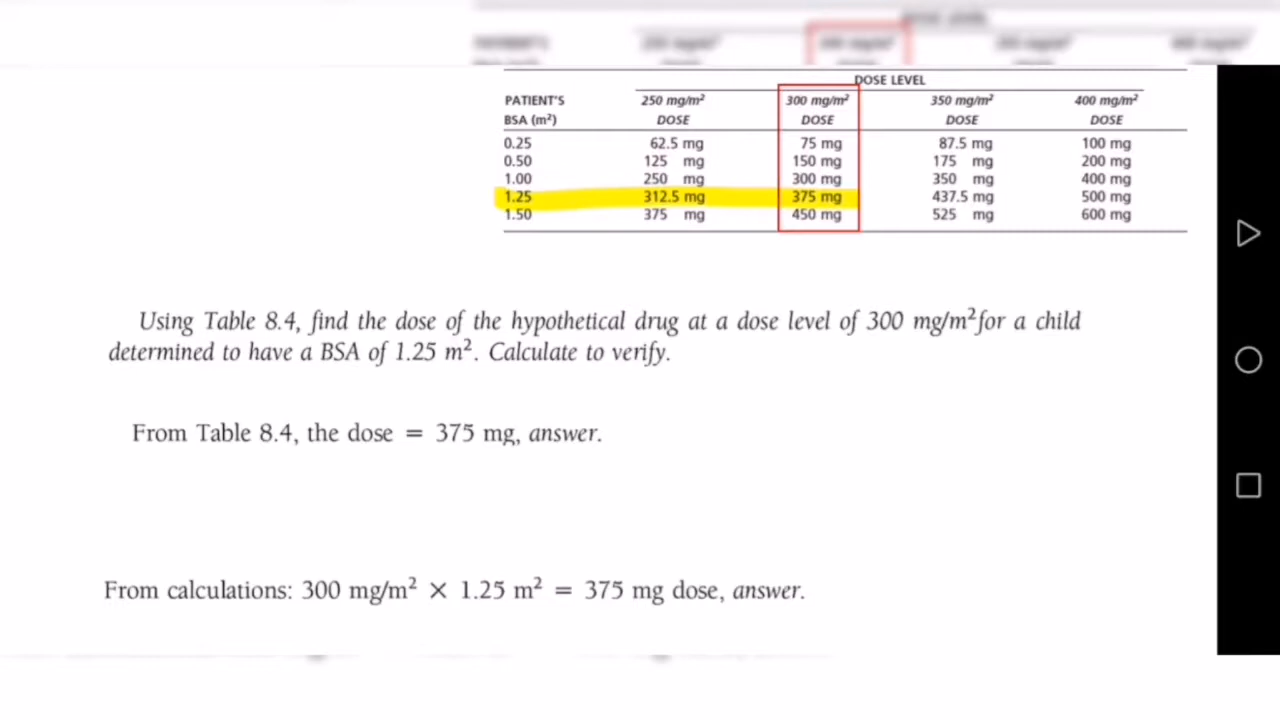 DOSE LEVEL
PATIENT'S 250 mg/m² 300 mg/m² 350 mg/m² 400 mg/m²
BSA (m²) DOSE DOSE DOSE DOSE
0.25 62.5 mg 75 mg 87.5 mg 100 mg
0.50 125 mg 150 mg 175 mg 200 mg
1.00 250 mg 300 mg 350 mg 400 mg
1.25 312.5 mg 375 mg 437.5 mg 500 mg
1.50 375 mg 450 mg 525 mg 600 mg
Using Table 8.4, find the dose of the hypothetical drug at a dose level of 300 mg/m² for a child
determined to have a BSA of 1.25 m². Calculate to verify.
From Table 8.4, the dose = 375 mg, answer.
From calculations: 300 mg/m² × 1.25 m² = 375 mg dose, answer.